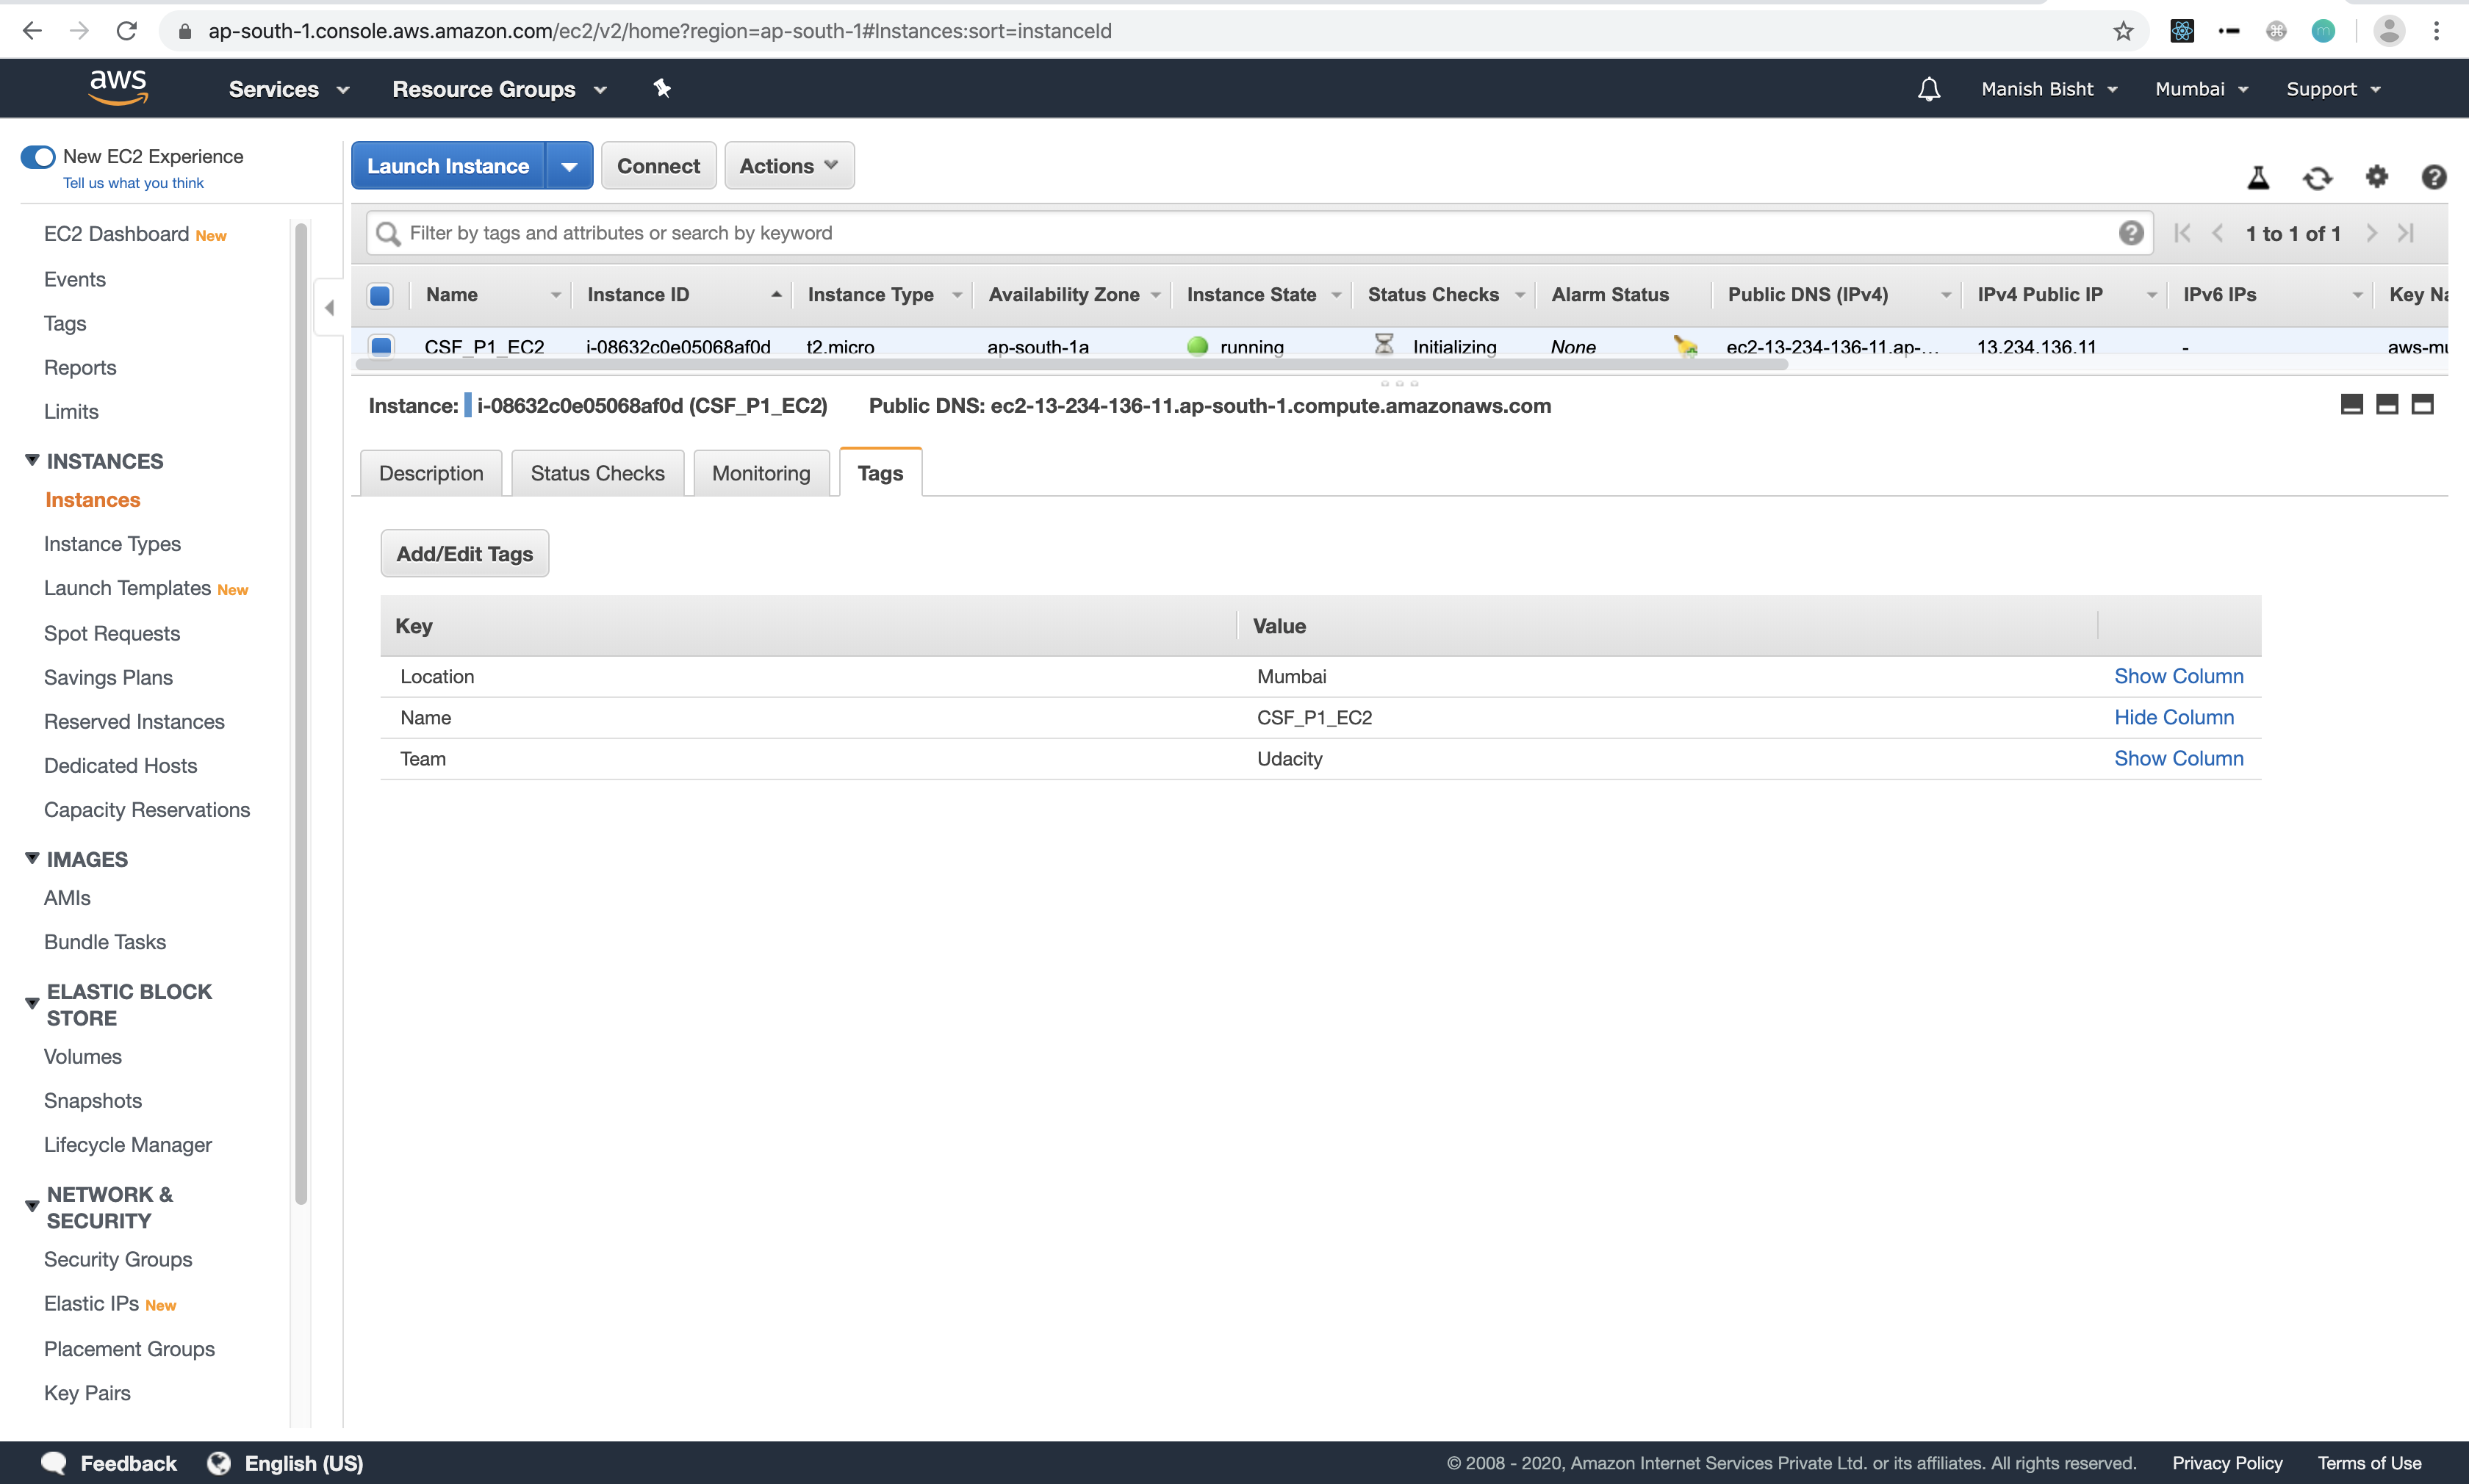 ap-south-1.console.aws.amazon.com/ec2/v2/home?region=ap-south-1#Instances:sort=instanceId
aws Services Resource Groups Manish Bisht Mumbai Support
New EC2 Experience
Tell us what you think
EC2 Dashboard New
Events
Tags
Reports
Limits
INSTANCES
Instances
Instance Types
Launch Templates New
Spot Requests
Savings Plans
Reserved Instances
Dedicated Hosts
Capacity Reservations
IMAGES
AMIs
Bundle Tasks
ELASTIC BLOCK
STORE
Volumes
Snapshots
Lifecycle Manager
NETWORK &
SECURITY
Security Groups
Elastic IPs New
Placement Groups
Key Pairs
Launch Instance Connect Actions
Filter by tags and attributes or search by keyword 1 to 1 of 1
Name Instance ID Instance Type Availability Zone Instance State Status Checks Alarm Status Public DNS (IPv4) IPv4 Public IP IPv6 IPs Key Na
CSF_P1_EC2 i-08632c0e05068af0d t2.micro ap-south-1a running Initializing None ec2-13-234-136-11.ap-... 13.234.136.11 - aws-mu
Instance: i-08632c0e05068af0d (CSF_P1_EC2) Public DNS: ec2-13-234-136-11.ap-south-1.compute.amazonaws.com
Description Status Checks Monitoring Tags
Add/Edit Tags
Key Value
Location Mumbai Show Column
Name CSF_P1_EC2 Hide Column
Team Udacity Show Column
Feedback English (US) © 2008 - 2020, Amazon Internet Services Private Ltd. or its affiliates. All rights reserved. Privacy Policy Terms of Use